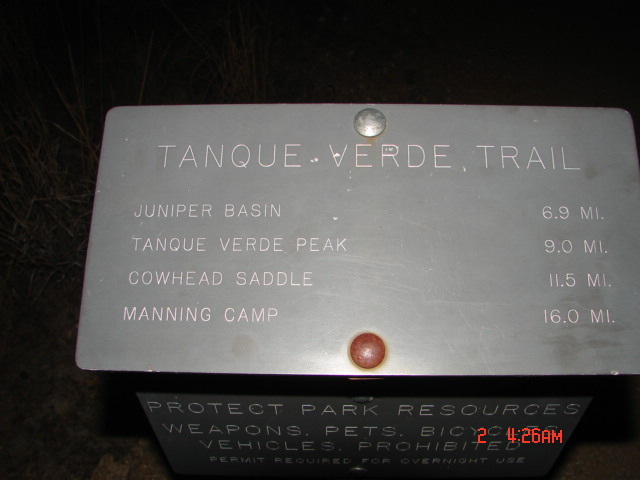 TANQUE VERDE TRAIL
JUNIPER BASIN 6.9 MI.
TANQUE VERDE PEAK 9.0 MI.
COWHEAD SADDLE 11.5 MI.
MANNING CAMP 16.0 MI.
PROTECT PARK RESOURCES
WEAPONS, PETS, BICYCLES,
VEHICLES, PROHIBITED
PERMIT REQUIRED FOR OVERNIGHT USE
2 4:26AM